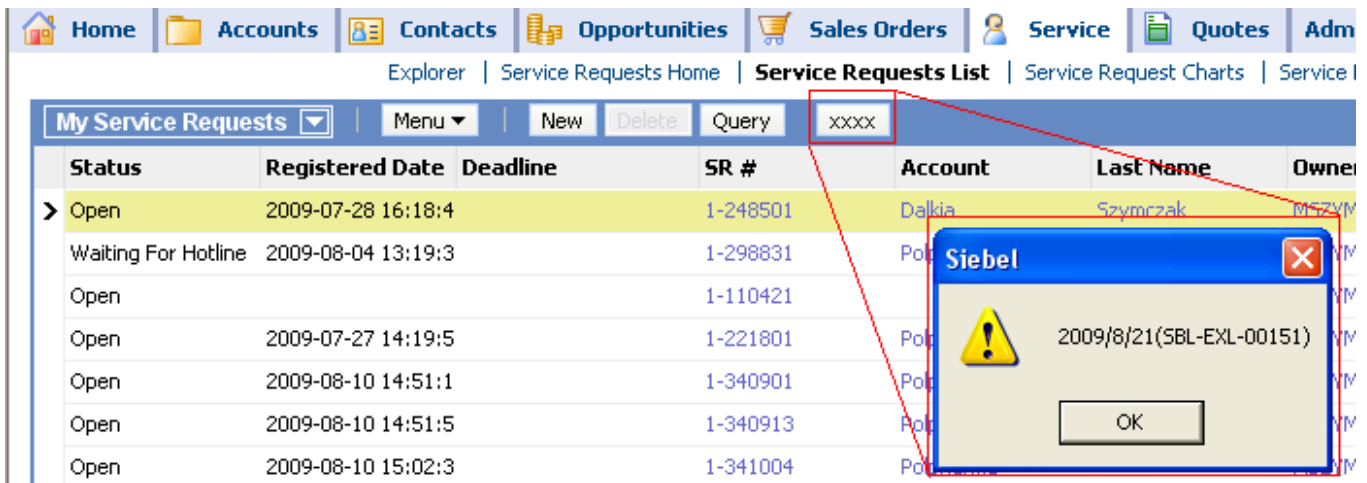 Home Accounts Contacts Opportunities Sales Orders Service Quotes Adm
Explorer | Service Requests Home | Service Requests List | Service Request Charts | Service
My Service Requests | Menu | New Delete Query xxxx
Status Registered Date Deadline SR # Account Last Name Owner
Open 2009-07-28 16:18:4 1-248501 Dalkia Szymczak MSZYM
Waiting For Hotline 2009-08-04 13:19:3 1-298831
Siebel
Open 1-110421
Open 2009-07-27 14:19:5 1-221801
2009/8/21(SBL-EXL-00151)
Open 2009-08-10 14:51:1 1-340901
Open 2009-08-10 14:51:5 1-340913
OK
Open 2009-08-10 15:02:3 1-341004